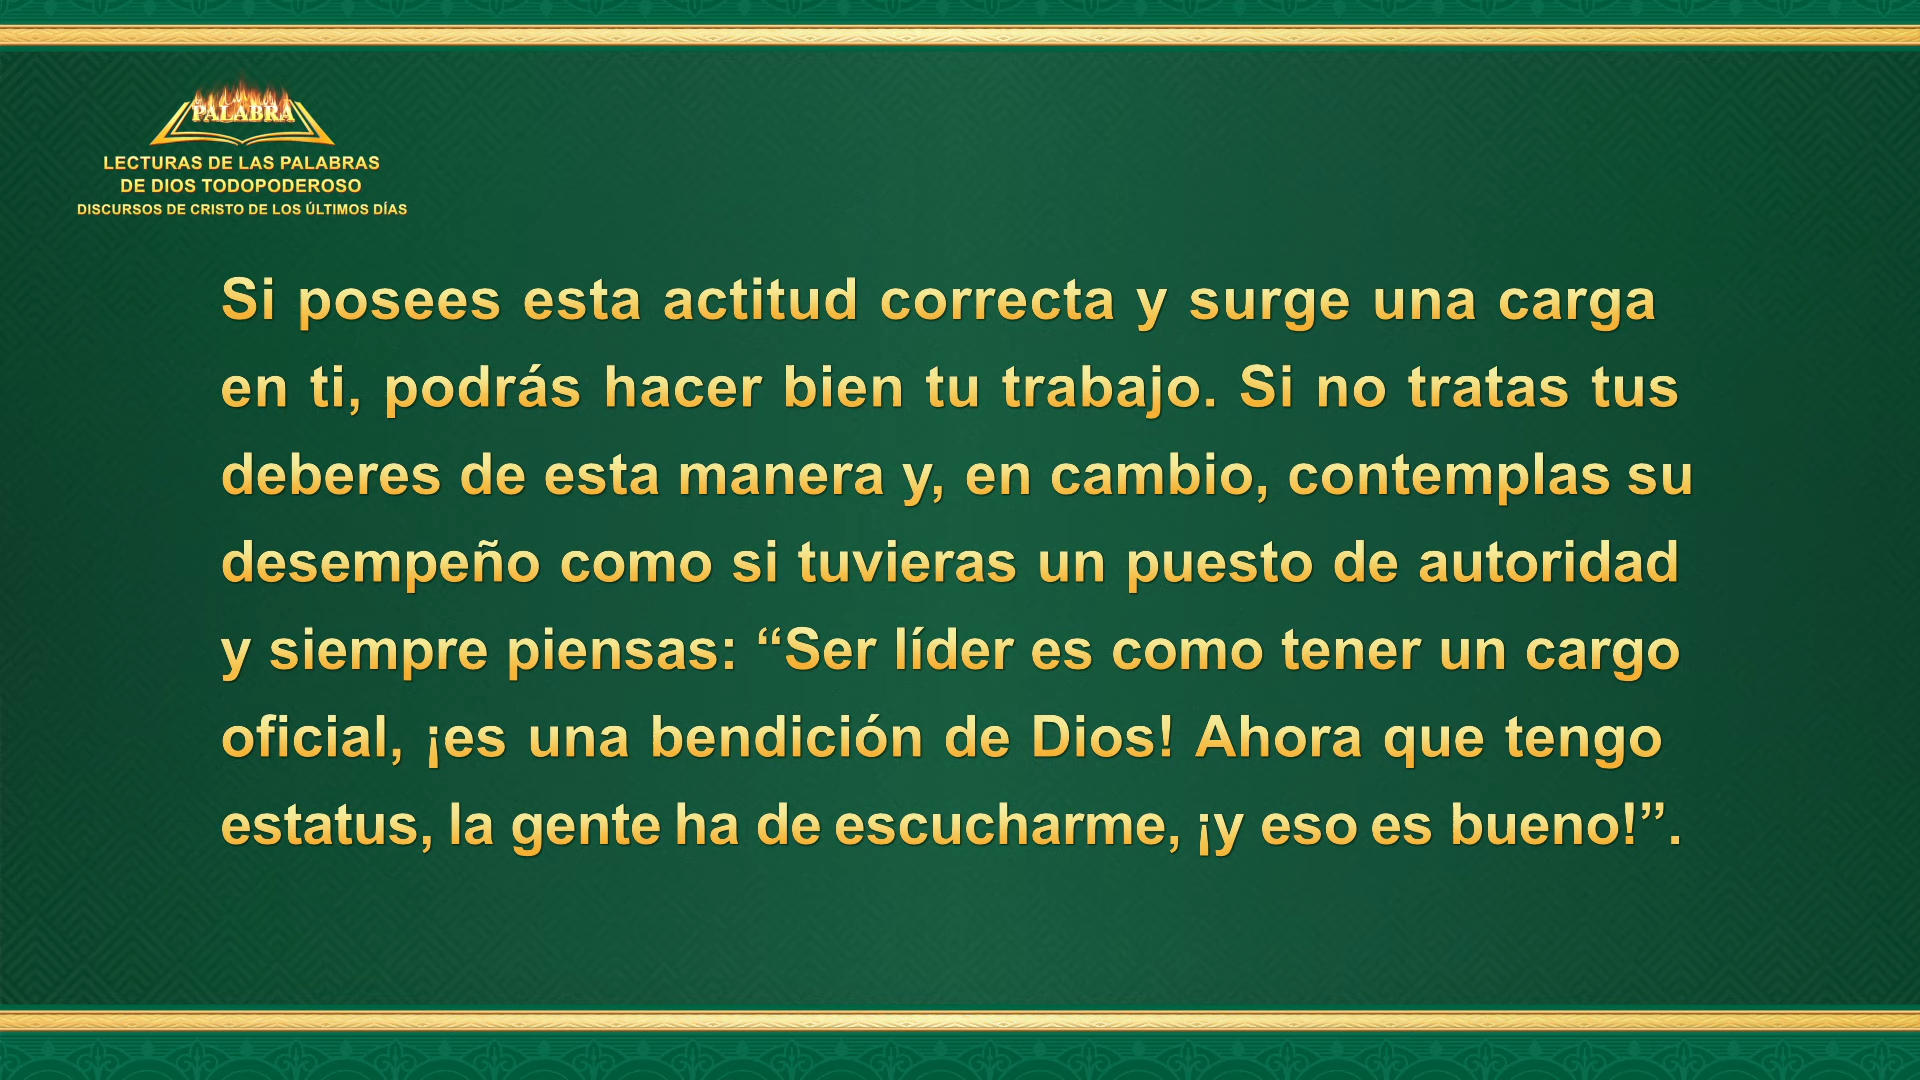 PALABRA
LECTURAS DE LAS PALABRAS
DE DIOS TODOPODEROSO
DISCURSOS DE CRISTO DE LOS ÚLTIMOS DÍAS
Si posees esta actitud correcta y surge una carga
en ti, podrás hacer bien tu trabajo. Si no tratas tus
deberes de esta manera y, en cambio, contemplas su
desempeño como si tuvieras un puesto de autoridad
y siempre piensas: “Ser líder es como tener un cargo
oficial, ¡es una bendición de Dios! Ahora que tengo
estatus, la gente ha de escucharme, ¡y eso es bueno!”.